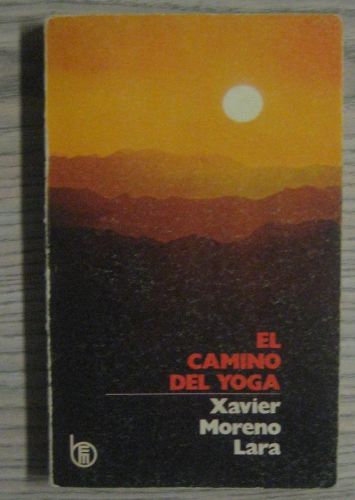 EL
CAMINO
DEL YOGA
Xavier
Moreno
Lara